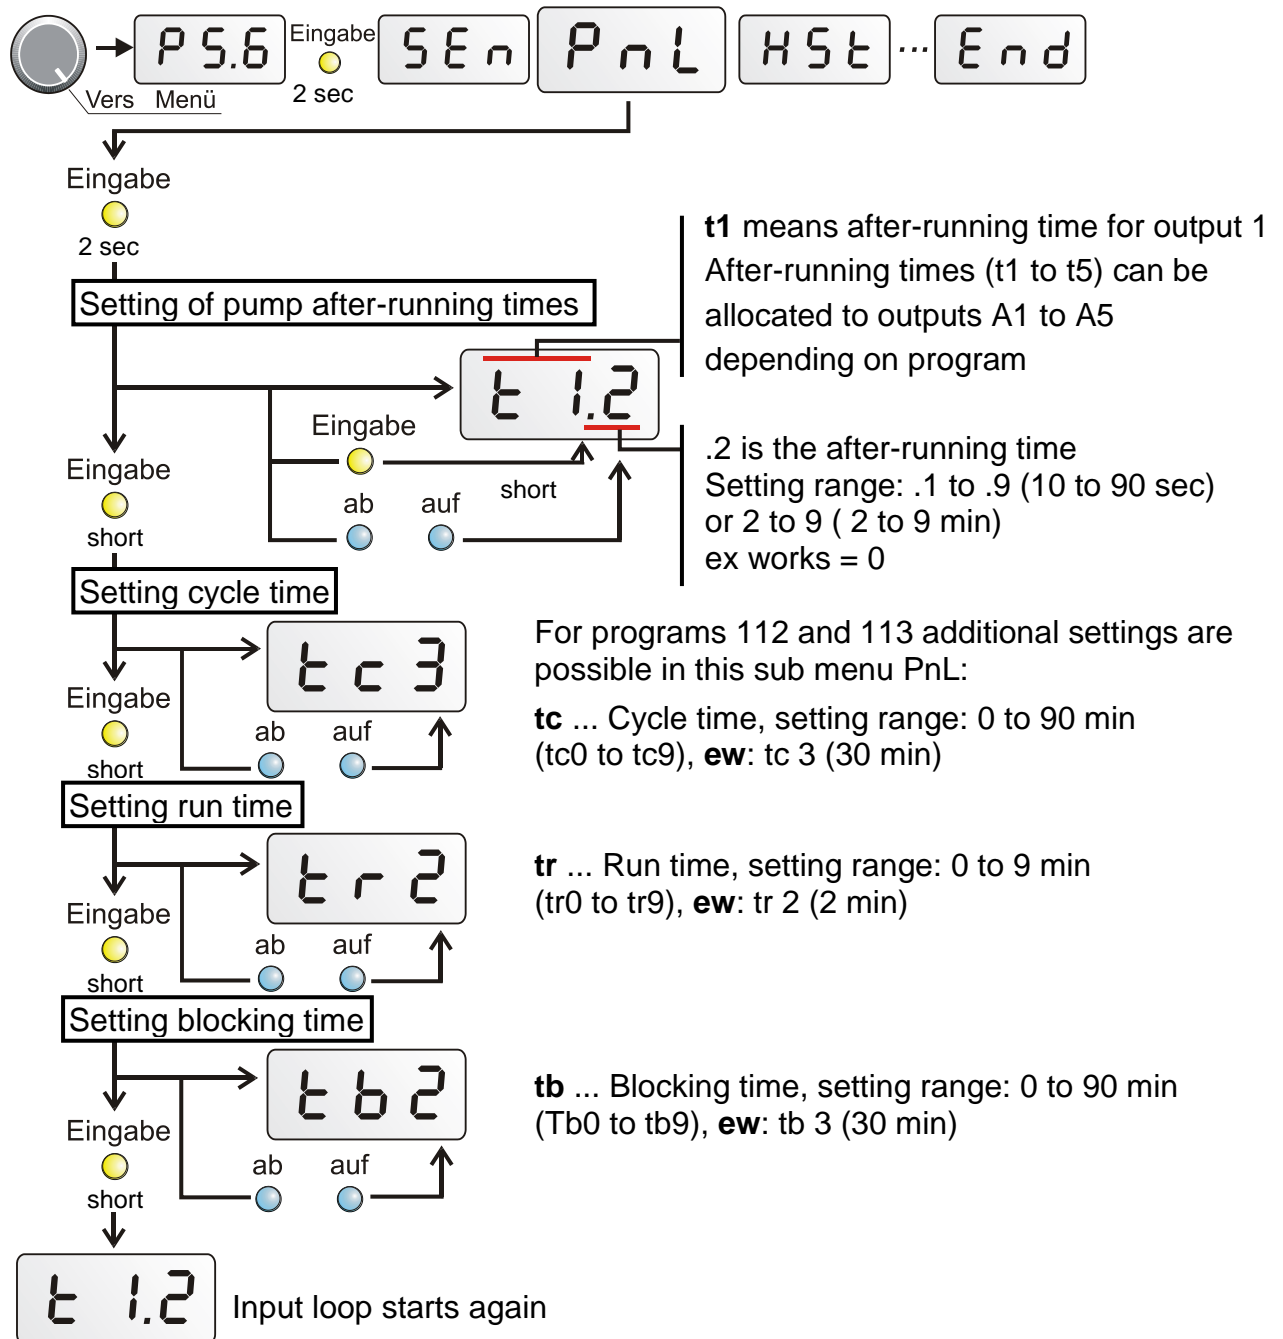 P 5.6
Eingabe
2 sec
S E n
P n L
H S t
...
E n d
Vers Menü
Eingabe
2 sec
Setting of pump after-running times
t1 means after-running time for output 1
After-running times (t1 to t5) can be
allocated to outputs A1 to A5
depending on program
t 1.2
Eingabe
short
ab auf
.2 is the after-running time
Setting range: .1 to .9 (10 to 90 sec)
or 2 to 9 ( 2 to 9 min)
ex works = 0
Eingabe
short
Setting cycle time
t c 3
ab auf
For programs 112 and 113 additional settings are
possible in this sub menu PnL:
tc ... Cycle time, setting range: 0 to 90 min
(tc0 to tc9), ew: tc 3 (30 min)
Eingabe
short
Setting run time
t r 2
ab auf
tr ... Run time, setting range: 0 to 9 min
(tr0 to tr9), ew: tr 2 (2 min)
Eingabe
short
Setting blocking time
t b 2
ab auf
tb ... Blocking time, setting range: 0 to 90 min
(Tb0 to tb9), ew: tb 3 (30 min)
Eingabe
short
t 1.2
Input loop starts again